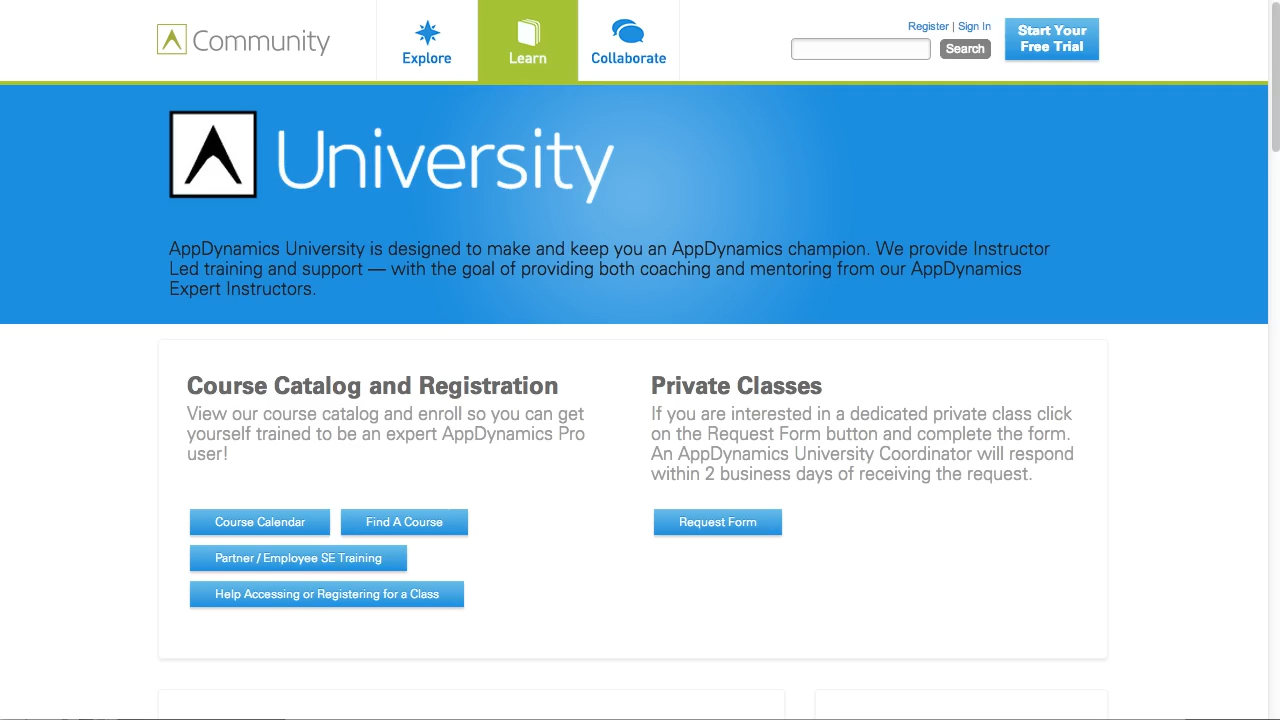 Community
Explore
Learn
Collaborate
Register | Sign In
Search
Start Your
Free Trial
University
AppDynamics University is designed to make and keep you an AppDynamics champion. We provide Instructor
Led training and support — with the goal of providing both coaching and mentoring from our AppDynamics
Expert Instructors.
Course Catalog and Registration
View our course catalog and enroll so you can get
yourself trained to be an expert AppDynamics Pro
user!
Course Calendar
Find A Course
Partner / Employee SE Training
Help Accessing or Registering for a Class
Private Classes
If you are interested in a dedicated private class click
on the Request Form button and complete the form.
An AppDynamics University Coordinator will respond
within 2 business days of receiving the request.
Request Form